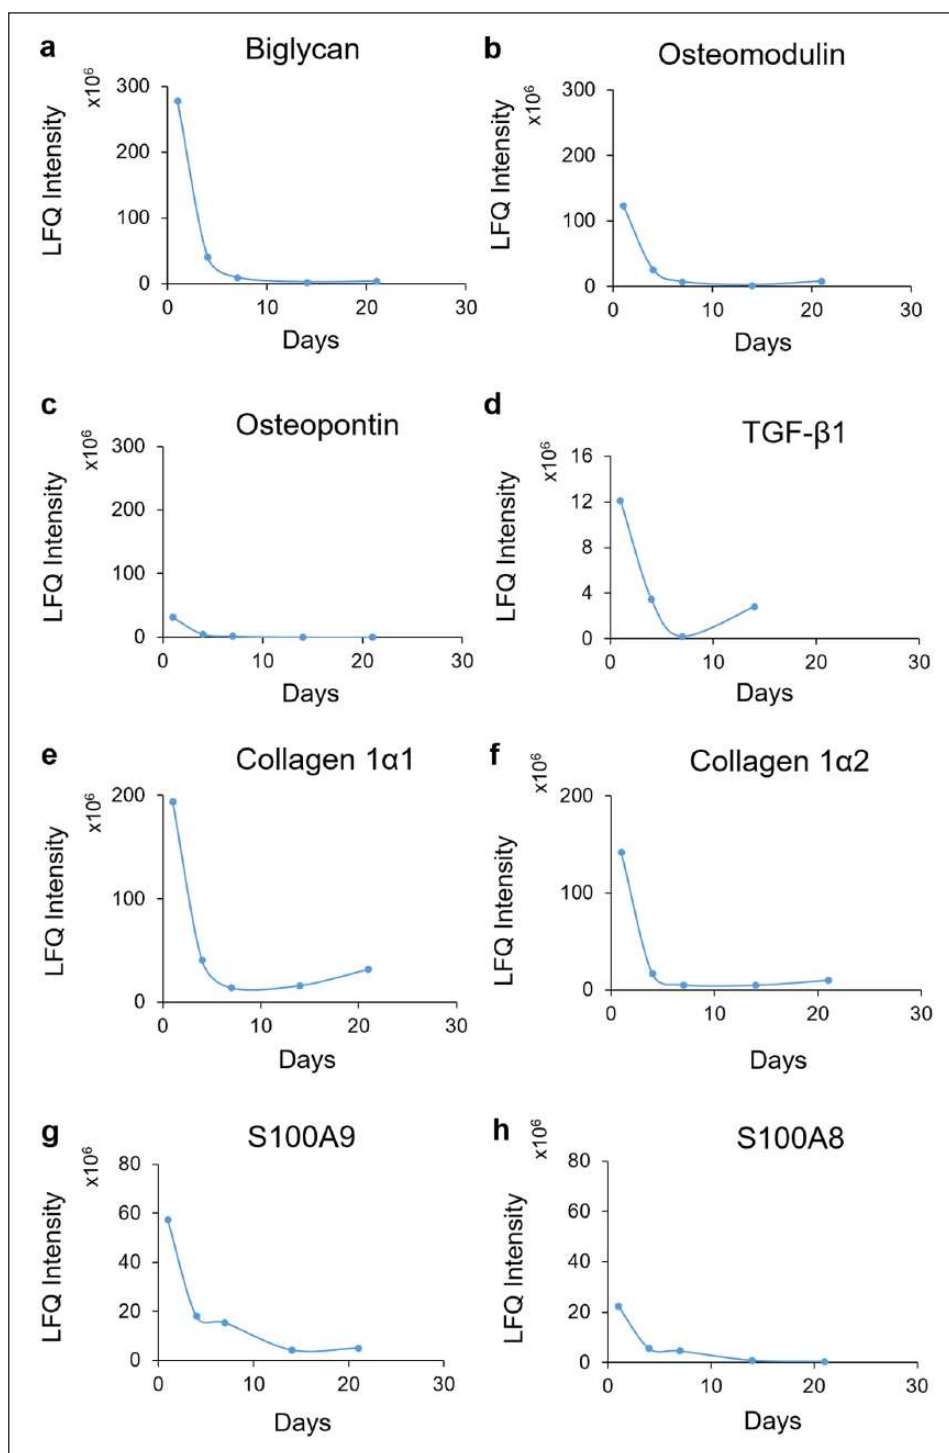 a
Biglycan
x10⁶
LFQ Intensity
300
200
100
0
0 10 20 30
Days
b
Osteomodulin
x10⁶
LFQ Intensity
300
200
100
0
0 10 20 30
Days
c
Osteopontin
x10⁶
LFQ Intensity
300
200
100
0
0 10 20 30
Days
d
TGF-β1
x10⁶
LFQ Intensity
16
12
8
4
0
0 10 20 30
Days
e
Collagen 1α1
x10⁶
LFQ Intensity
200
100
0
0 10 20 30
Days
f
Collagen 1α2
x10⁶
LFQ Intensity
200
100
0
0 10 20 30
Days
g
S100A9
x10⁶
LFQ Intensity
80
60
40
20
0
0 10 20 30
Days
h
S100A8
x10⁶
LFQ Intensity
80
60
40
20
0
0 10 20 30
Days